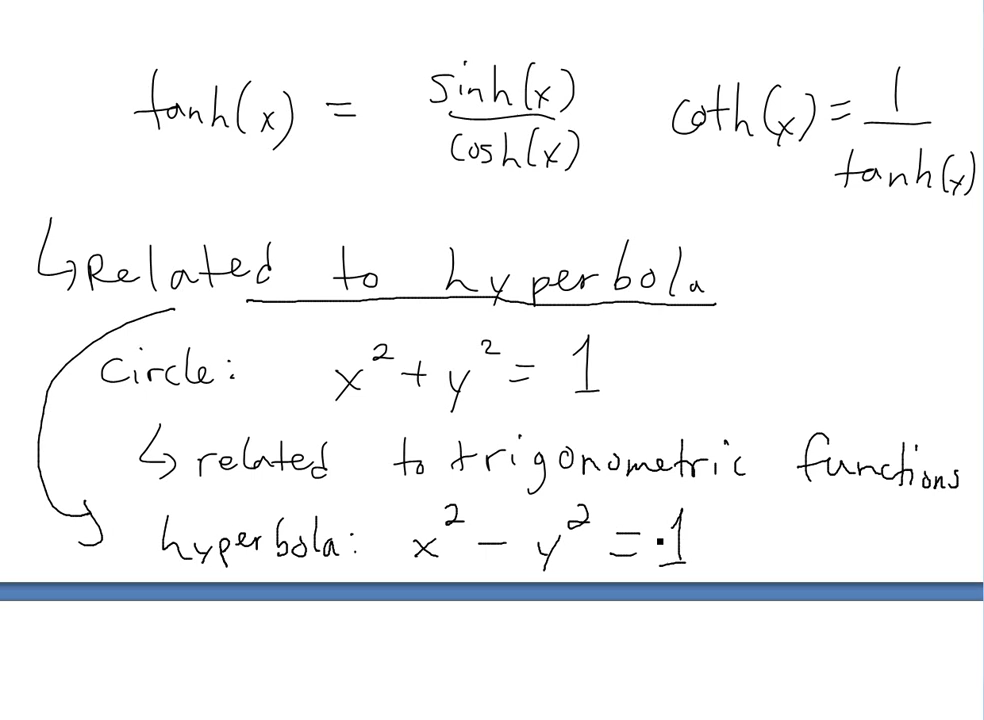 tanh(x) = sinh(x)/cosh(x) coth(x) = 1/tanh(x)
↳ Related to hyperbola
Circle: x² + y² = 1
↳ related to trigonometric functions
hyperbola: x² - y² = 1